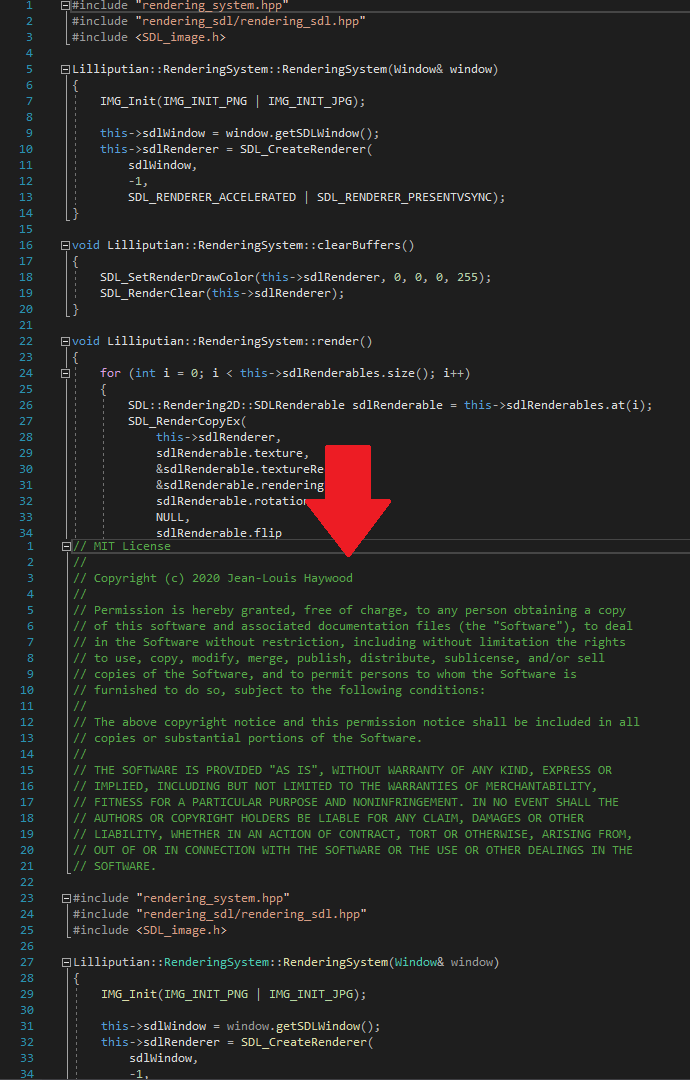 1 #include "rendering_system.hpp"
2 #include "rendering_sdl/rendering_sdl.hpp"
3 #include <SDL_image.h>
4
5 Lilliputian::RenderingSystem::RenderingSystem(Window& window)
6 {
7 IMG_Init(IMG_INIT_PNG | IMG_INIT_JPG);
8
9 this->sdlWindow = window.getSDLWindow();
10 this->sdlRenderer = SDL_CreateRenderer(
11 sdlWindow,
12 -1,
13 SDL_RENDERER_ACCELERATED | SDL_RENDERER_PRESENTVSYNC);
14 }
15
16 void Lilliputian::RenderingSystem::clearBuffers()
17 {
18 SDL_SetRenderDrawColor(this->sdlRenderer, 0, 0, 0, 255);
19 SDL_RenderClear(this->sdlRenderer);
20 }
21
22 void Lilliputian::RenderingSystem::render()
23 {
24 for (int i = 0; i < this->sdlRenderables.size(); i++)
25 {
26 SDL::Rendering2D::SDLRenderable sdlRenderable = this->sdlRenderables.at(i);
27 SDL_RenderCopyEx(
28 this->sdlRenderer,
29 sdlRenderable.texture,
30 &sdlRenderable.textureRe
31 &sdlRenderable.rendering
32 sdlRenderable.rotation
33 NULL,
34 sdlRenderable.flip
1 // MIT License
2 //
3 // Copyright (c) 2020 Jean-Louis Haywood
4 //
5 // Permission is hereby granted, free of charge, to any person obtaining a copy
6 // of this software and associated documentation files (the "Software"), to deal
7 // in the Software without restriction, including without limitation the rights
8 // to use, copy, modify, merge, publish, distribute, sublicense, and/or sell
9 // copies of the Software, and to permit persons to whom the Software is
10 // furnished to do so, subject to the following conditions:
11 //
12 // The above copyright notice and this permission notice shall be included in all
13 // copies or substantial portions of the Software.
14 //
15 // THE SOFTWARE IS PROVIDED "AS IS", WITHOUT WARRANTY OF ANY KIND, EXPRESS OR
16 // IMPLIED, INCLUDING BUT NOT LIMITED TO THE WARRANTIES OF MERCHANTABILITY,
17 // FITNESS FOR A PARTICULAR PURPOSE AND NONINFRINGEMENT. IN NO EVENT SHALL THE
18 // AUTHORS OR COPYRIGHT HOLDERS BE LIABLE FOR ANY CLAIM, DAMAGES OR OTHER
19 // LIABILITY, WHETHER IN AN ACTION OF CONTRACT, TORT OR OTHERWISE, ARISING FROM,
20 // OUT OF OR IN CONNECTION WITH THE SOFTWARE OR THE USE OR OTHER DEALINGS IN THE
21 // SOFTWARE.
22
23 #include "rendering_system.hpp"
24 #include "rendering_sdl/rendering_sdl.hpp"
25 #include <SDL_image.h>
26
27 Lilliputian::RenderingSystem::RenderingSystem(Window& window)
28 {
29 IMG_Init(IMG_INIT_PNG | IMG_INIT_JPG);
30
31 this->sdlWindow = window.getSDLWindow();
32 this->sdlRenderer = SDL_CreateRenderer(
33 sdlWindow,
34 -1,